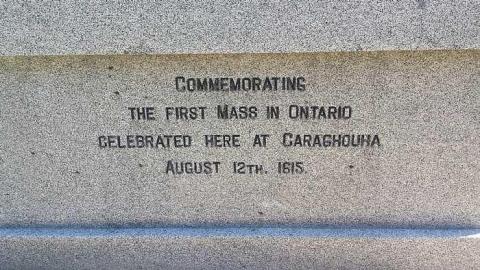 Commemorating
the first Mass in Ontario
celebrated here at Caraghouha
August 12th. 1615.